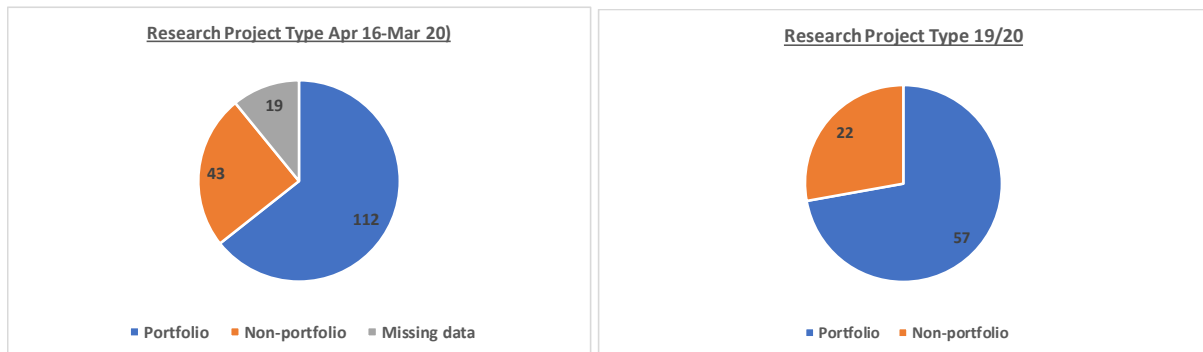 Research Project Type Apr 16-Mar 20)
19
43
112
Portfolio Non-portfolio Missing data
Research Project Type 19/20
22
57
Portfolio Non-portfolio